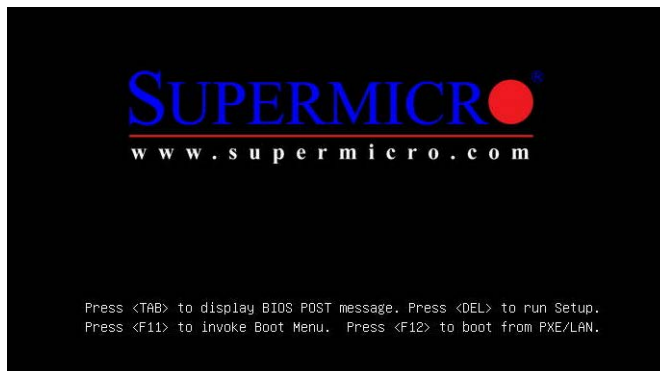 SUPERMICRO®
www.supermicro.com
Press <TAB> to display BIOS POST message. Press <DEL> to run Setup.
Press <F11> to invoke Boot Menu. Press <F12> to boot from PXE/LAN.